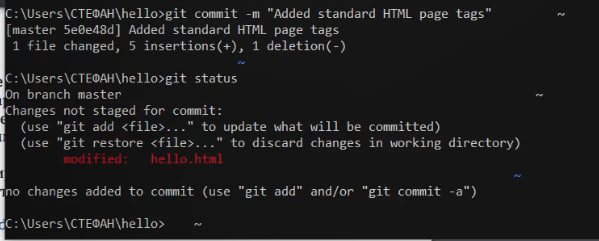 C:\Users\СТЕФАН\hello>git commit -m "Added standard HTML page tags"
[master 5e0e48d] Added standard HTML page tags
1 file changed, 5 insertions(+), 1 deletion(-)
C:\Users\СТЕФАН\hello>git status
On branch master
Changes not staged for commit:
(use "git add <file>..." to update what will be committed)
(use "git restore <file>..." to discard changes in working directory)
modified:   hello.html
no changes added to commit (use "git add" and/or "git commit -a")
C:\Users\СТЕФАН\hello>